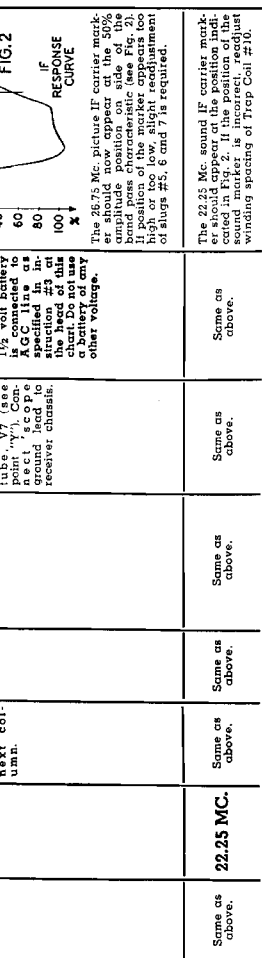 next col-
umn.
tube, V7 (see
point "Y"). Con-
nect 'scope
ground lead to
receiver chassis.
1½ volt battery
is connected to
AGC line as
specified in in-
struction #3 at
the head of this
chart. Do not use
a battery of any
other voltage.
60
80
100
%
FIG.2
IF
RESPONSE
CURVE
The 26.75 Mc. picture IF carrier mark-
er should now appear at the 50%
amplitude position on side of the
band pass characteristic (see Fig. 2).
If position of the marker appears too
high or too low, slight readjustment
of slugs #5, 6 and 7 is required.
Same as
above.
22.25 MC.
Same as
above.
Same as
above.
Same as
above.
Same as
above.
Same as
above.
The 22.25 Mc. sound IF carrier mark-
er should appear at the position indi-
cated in Fig. 2. If the position of the
sound marker is incorrect, readjust
winding spacing of Trap Coil #10.